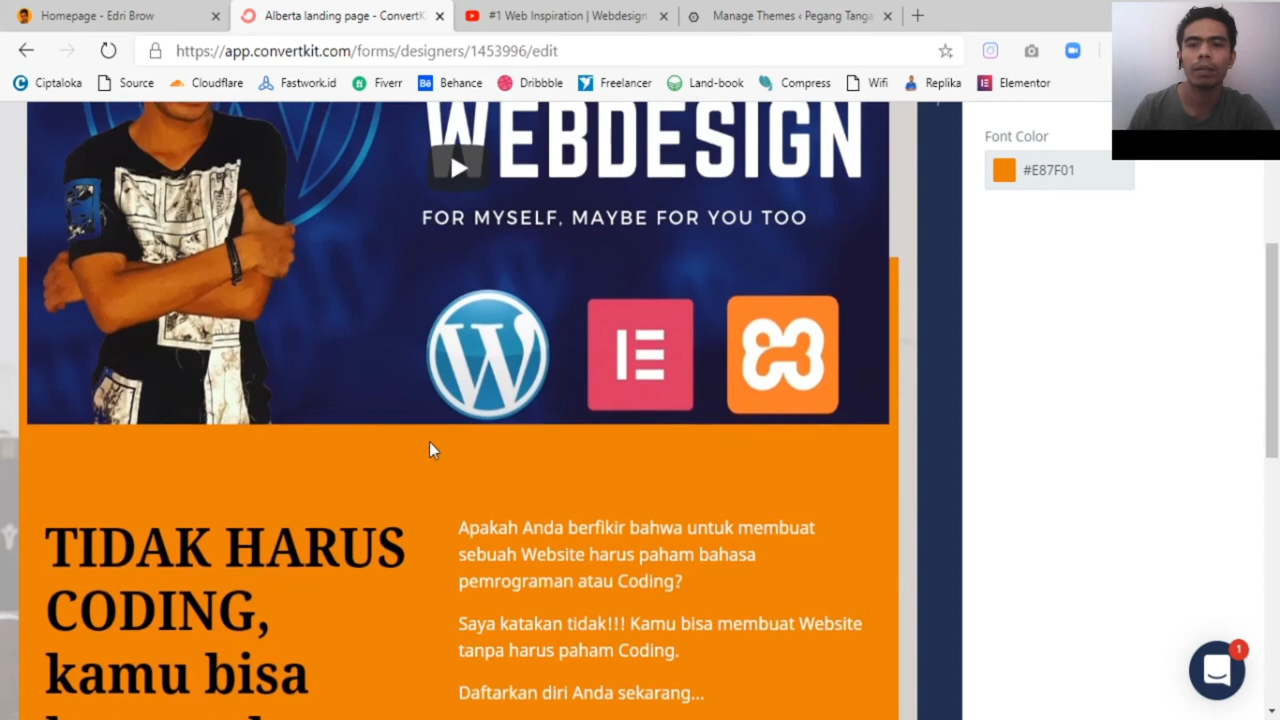 Homepage - Edri Brow
Alberta landing page - ConvertK
#1 Web Inspiration | Webdesign
Manage Themes ‹ Pegang Tanga
https://app.convertkit.com/forms/designers/1453996/edit
Ciptaloka
Source
Cloudflare
Fastwork.id
Fiverr
Behance
Dribbble
Freelancer
Land-book
Compress
Wifi
Replika
Elementor
Font Color
#E87F01
WEBDESIGN
FOR MYSELF, MAYBE FOR YOU TOO
TIDAK HARUS
CODING,
kamu bisa
Apakah Anda berfikir bahwa untuk membuat
sebuah Website harus paham bahasa
pemrograman atau Coding?
Saya katakan tidak!!! Kamu bisa membuat Website
tanpa harus paham Coding.
Daftarkan diri Anda sekarang...
1